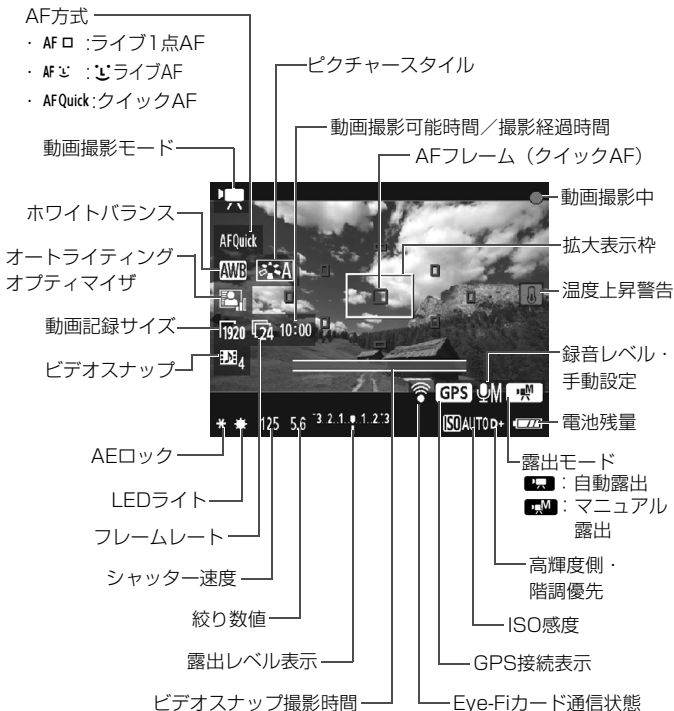 AF方式
・ AF□ :ライブ1点AF
・ AF :ライブAF
・ AFQuick:クイックAF
ピクチャースタイル
動画撮影可能時間／撮影経過時間
AFフレーム（クイックAF）
動画撮影モード
動画撮影中
ホワイトバランス
AFQuick
拡大表示枠
AWB
A
オートライティング
オプティマイザ
温度上昇警告
動画記録サイズ
1920
24
10:00
ビデオスナップ
4
録音レベル・
手動設定
GPS
M
M
125
5.6
-3..2..1..0..1..2.:3
ISO AUTO D+
電池残量
AEロック
露出モード
：自動露出
M：マニュアル
露出
LEDライト
フレームレート
高輝度側・
階調優先
シャッター速度
絞り数値
ISO感度
露出レベル表示
GPS接続表示
ビデオスナップ撮影時間
Eye-Fiカード通信状態